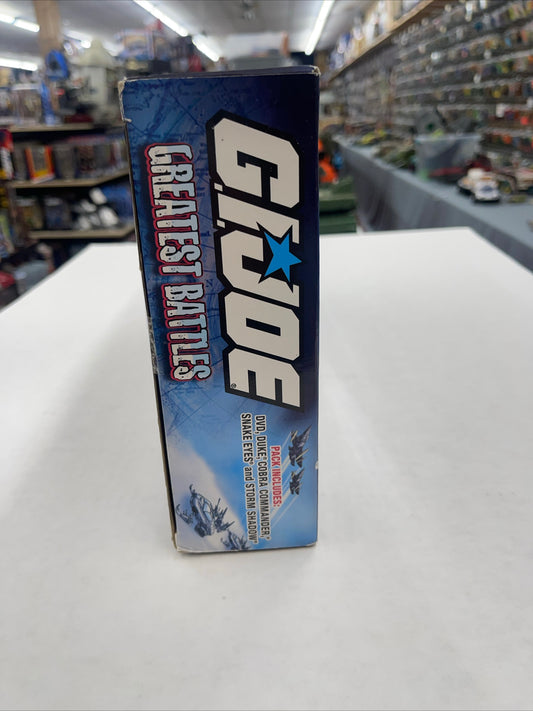 G.I. JOE
®
GREATEST BATTLES
PACK INCLUDES:
DVD, DUKE,® COBRA COMMANDER,®
SNAKE EYES® and STORM SHADOW®